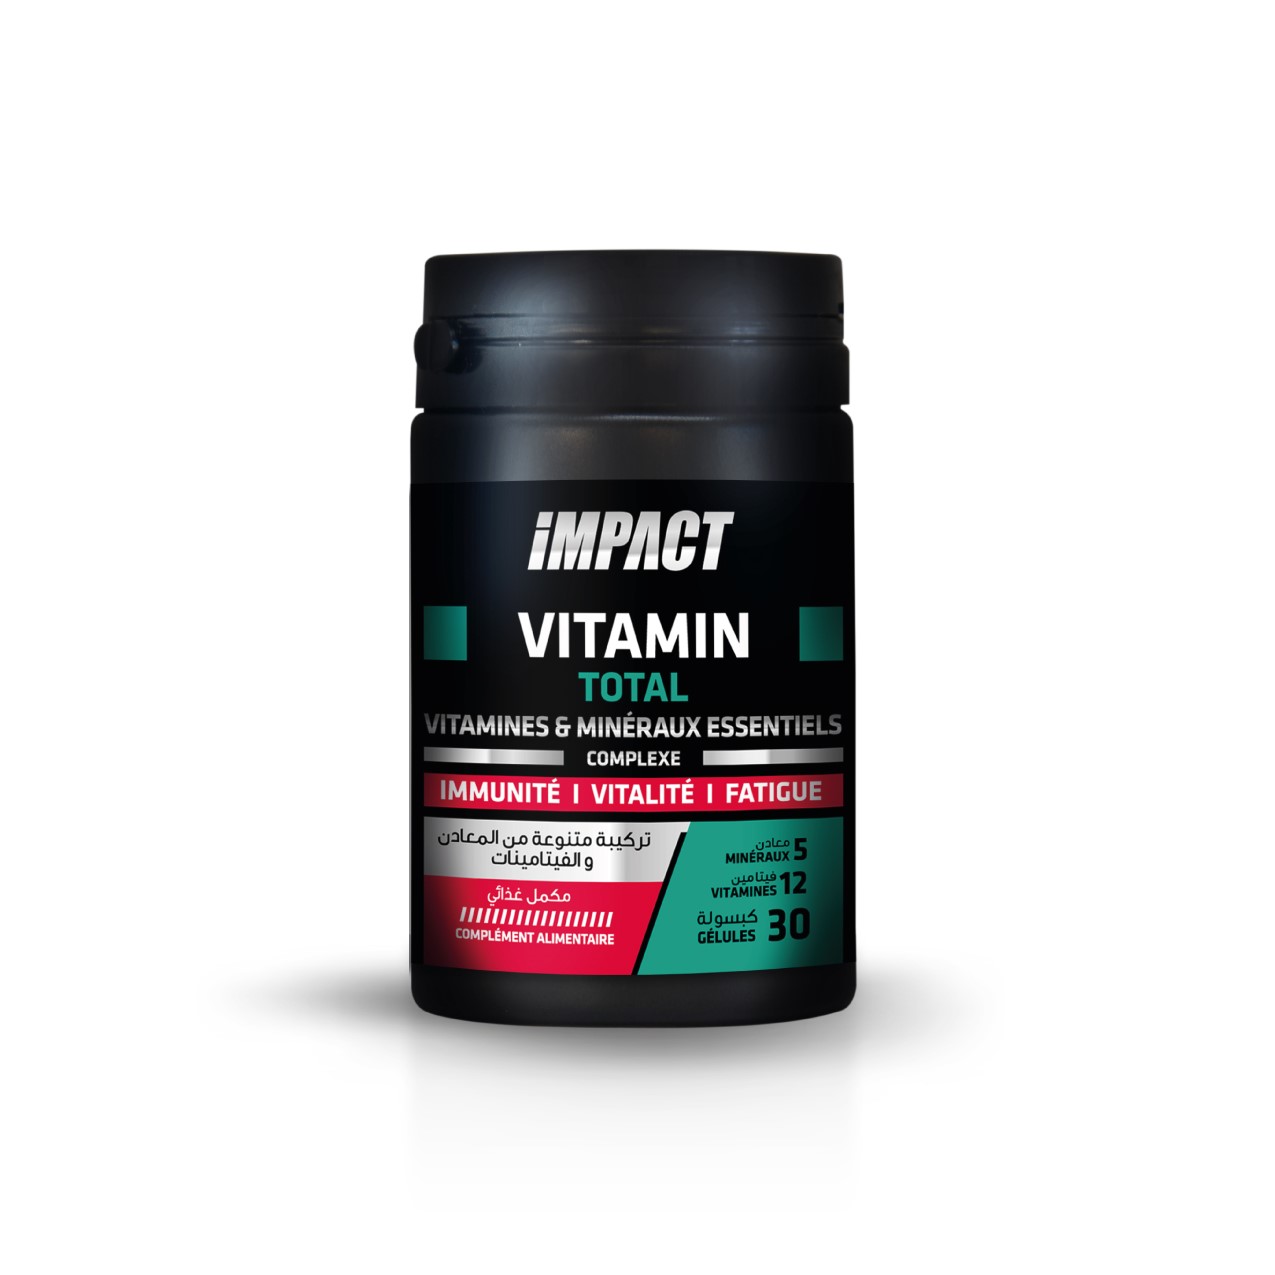 iMPACT
VITAMIN
TOTAL
VITAMINES & MINÉRAUX ESSENTIELS
COMPLEXE
IMMUNITÉ | VITALITÉ | FATIGUE
تركيبة متنوعة من المعادن
والفيتامينات
مكمل غذائي
COMPLÉMENT ALIMENTAIRE
معادن
MINÉRAUX 5
فيتامين
VITAMINES 12
كبسولة
GÉLULES 30